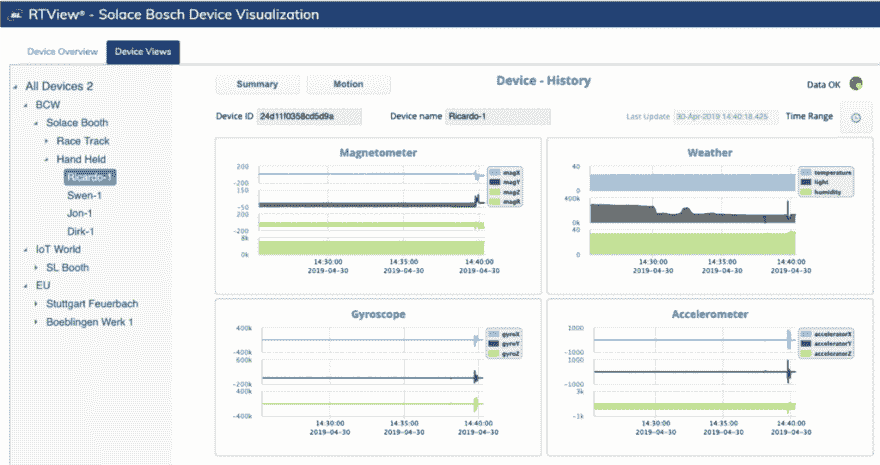 RTView® - Solace Bosch Device Visualization
Device Overview
Device Views
All Devices 2
BCW
Solace Booth
Race Track
Hand Held
Ricardo-1
Swen-1
Jon-1
Dirk-1
IoT World
SL Booth
EU
Stuttgart Feuerbach
Boeblingen Werk 1
Summary
Motion
Device - History
Data OK
Device ID 24d11f0358cd5d9a
Device name Ricardo-1
Last Update 30-Apr-2019 14:40:18.425
Time Range
Magnetometer
200
-200
150
-50
200
-200
8k
0k
magX
magY
magZ
magR
14:30:00 14:35:00 14:40:00
2019-04-30 2019-04-30 2019-04-30
Weather
40
0
400k
0k
40
0
temperature
light
humidity
14:30:00 14:35:00 14:40:00
2019-04-30 2019-04-30 2019-04-30
Gyroscope
400k
-400k
600k
-200k
400k
-400k
gyroX
gyroY
gyroZ
14:30:00 14:35:00 14:40:00
2019-04-30 2019-04-30 2019-04-30
Accelerometer
1000
-1000
1000
-1000
3k
-1k
acceleratorX
acceleratorY
acceleratorZ
14:30:00 14:35:00 14:40:00
2019-04-30 2019-04-30 2019-04-30